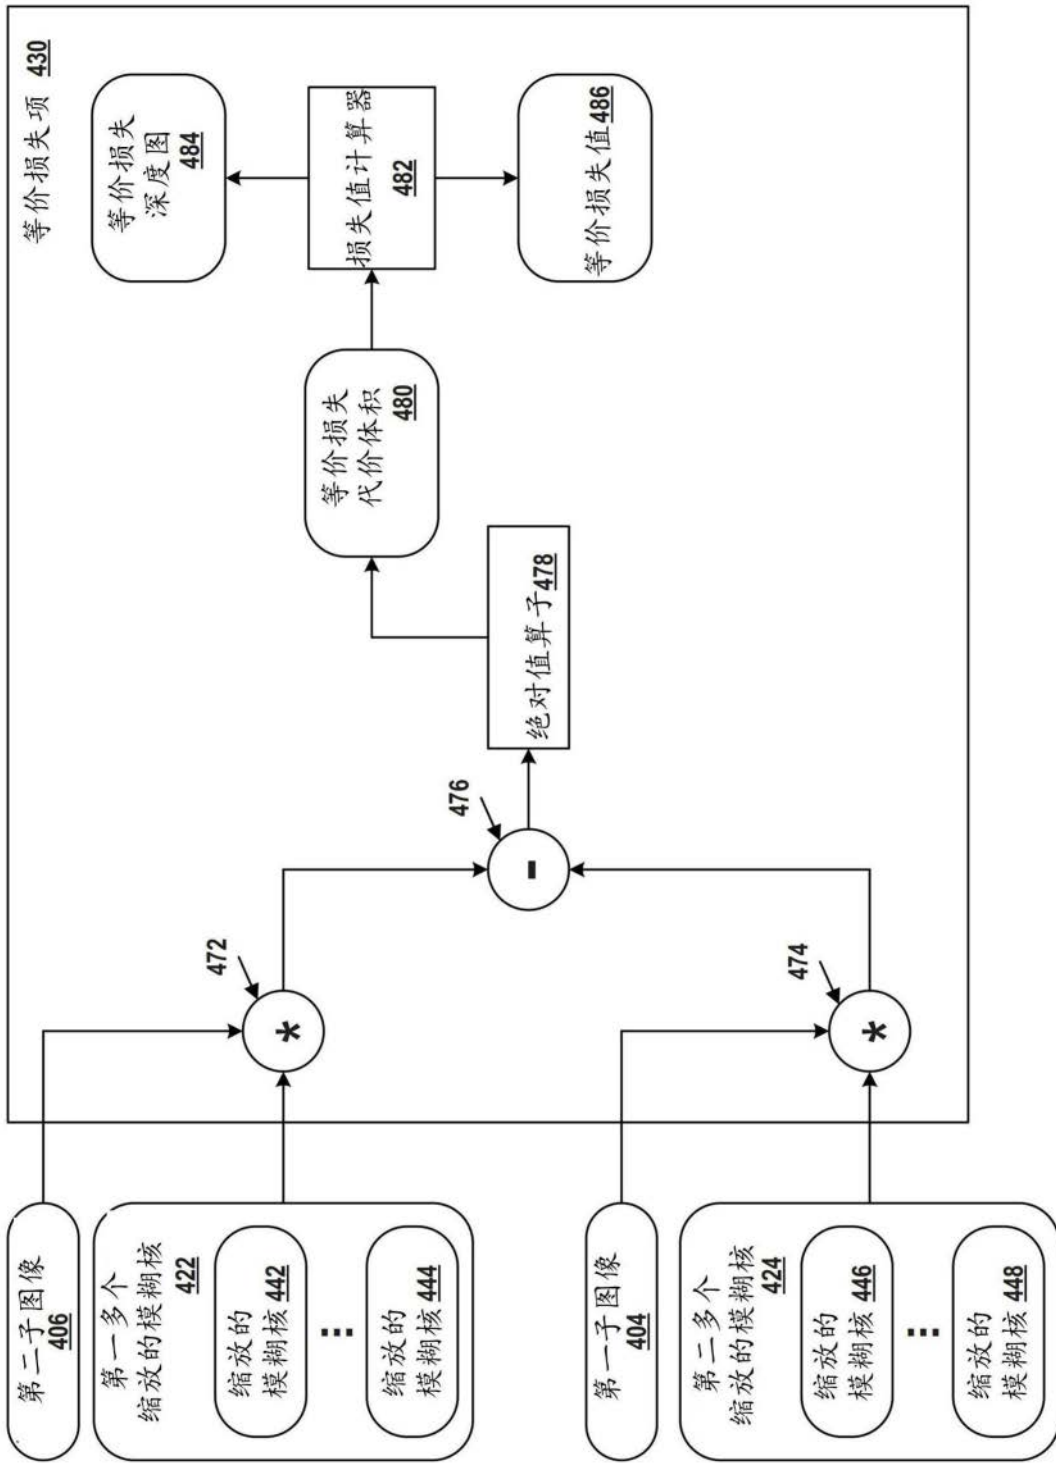 等价损失项 430
第二子图像
406
第一多个
缩放的模糊核
422
缩放的
模糊核 442
⋮
缩放的
模糊核 444
第一子图像
404
第二多个
缩放的模糊核
424
缩放的
模糊核 446
⋮
缩放的
模糊核 448
*
472
*
474
-
476
绝对值算子 478
等价损失
代价体积
480
损失值计算器
482
等价损失
深度图
484
等价损失值 486